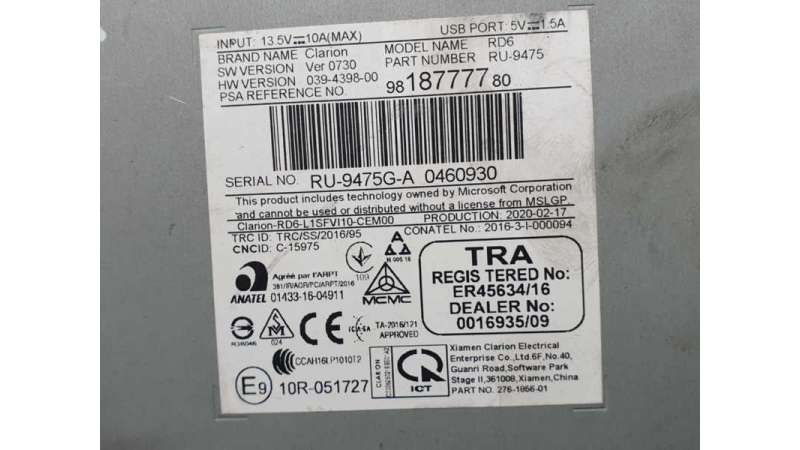 INPUT: 13.5V⎓10A(MAX) USB PORT: 5V⎓1.5A
BRAND NAME Clarion MODEL NAME RD6
SW VERSION Ver 0730 PART NUMBER RU-9475
HW VERSION 039-4398-00
PSA REFERENCE NO. 98 187777 80
SERIAL NO. RU-9475G-A 0460930
This product includes technology owned by Microsoft Corporation
and cannot be used or distributed without a license from MSLGP.
Clarion-RD6-L1SFVI10-CEM00 PRODUCTION: 2020-02-17
TRC ID: TRC/SS/2016/95 CONATEL No.: 2016-3-I-000094
CNCID: C-15975
TRA
REGISTERED No:
ER45634/16
DEALER No:
0016935/09
109
Agréé par l'ARPT
ANATEL 01433-16-04911
MCMC
024
CE
TA-2016/121
APPROVED
CCAH16LP1010T2
E9 10R-051727
CLARION
ICT
Xiamen Clarion Electrical
Enterprise Co.,Ltd.6F,No.40,
Guanri Road,Software Park
Stage II,361008,Xiamen,China
PART NO. 276-1866-01